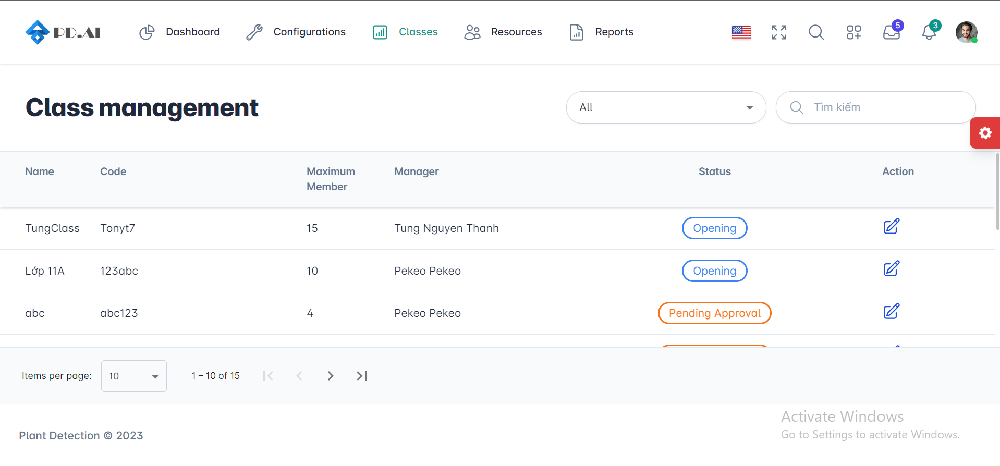 PD.AI
Dashboard
Configurations
Classes
Resources
Reports
5
3
Class management
All
Tìm kiếm
Name Code Maximum Member Manager Status Action
TungClass Tonyt7 15 Tung Nguyen Thanh Opening
Lớp 11A 123abc 10 Pekeo Pekeo Opening
abc abc123 4 Pekeo Pekeo Pending Approval
Items per page: 10 1 – 10 of 15
Activate Windows
Go to Settings to activate Windows.
Plant Detection © 2023